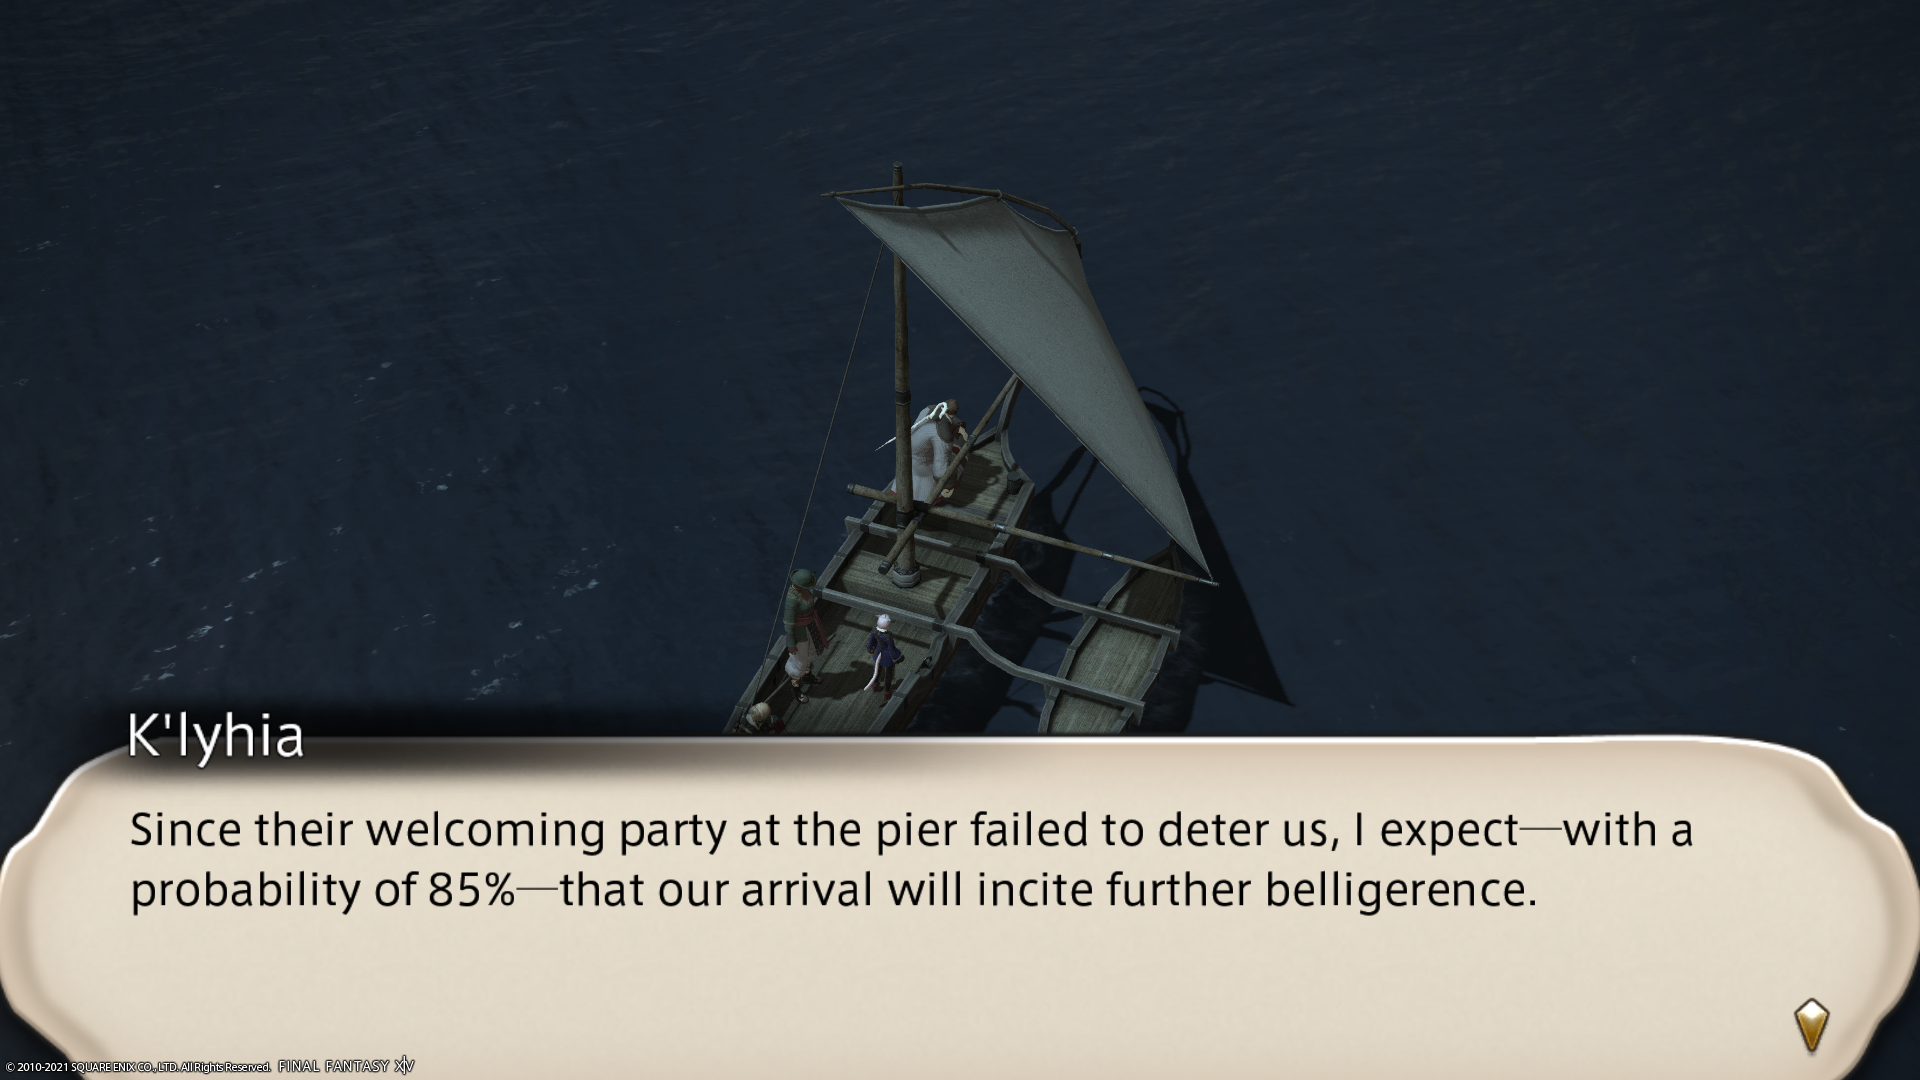 K'lyhia
Since their welcoming party at the pier failed to deter us, I expect—with a
probability of 85%—that our arrival will incite further belligerence.
© 2010-2021 SQUARE ENIX CO., LTD. All Rights Reserved. FINAL FANTASY XIV